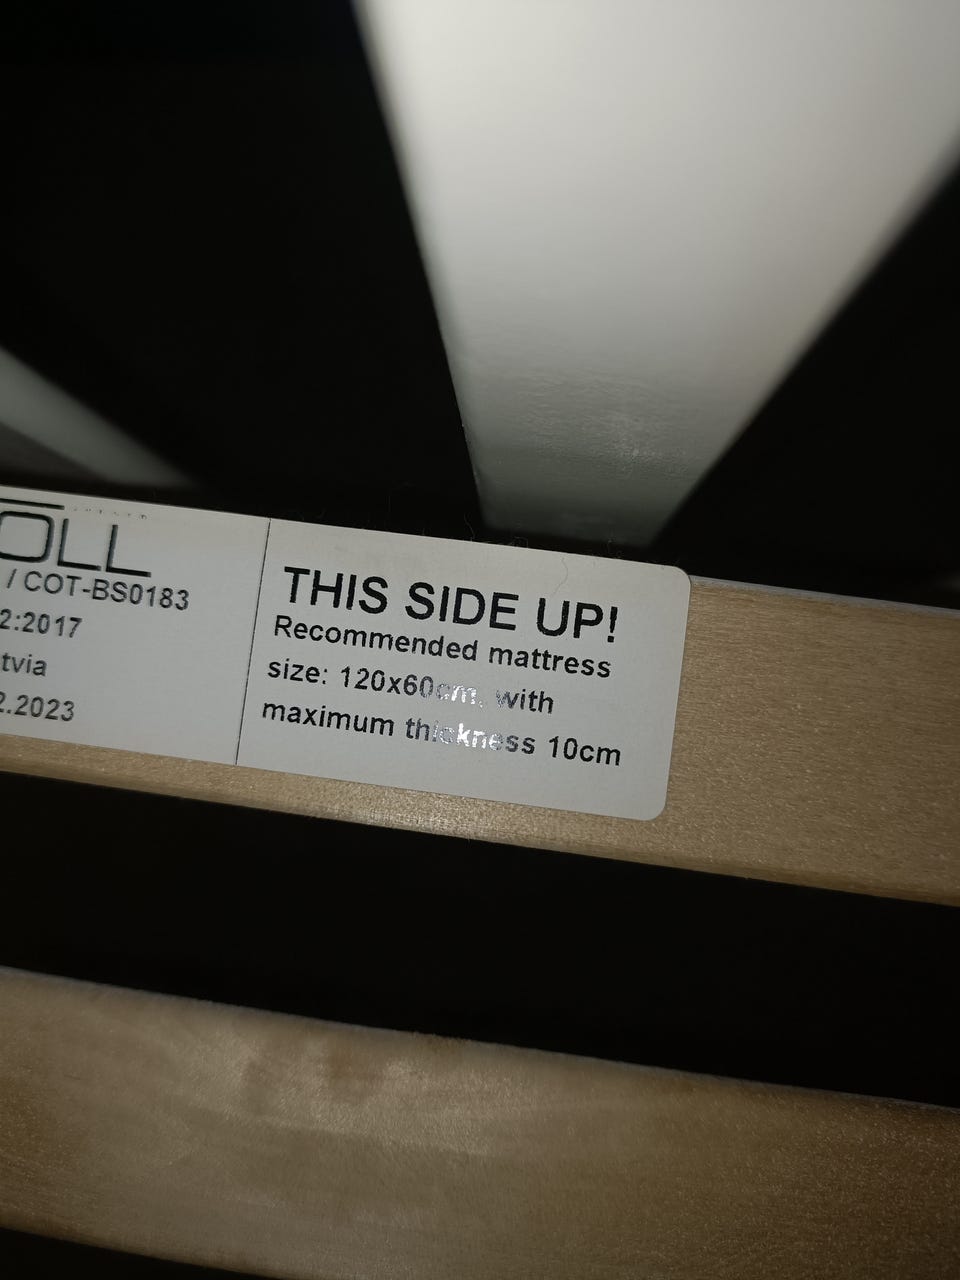 OLL
/ COT-BS0183
2:2017
tvia
2.2023
THIS SIDE UP!
Recommended mattress
size: 120x60cm, with
maximum thickness 10cm